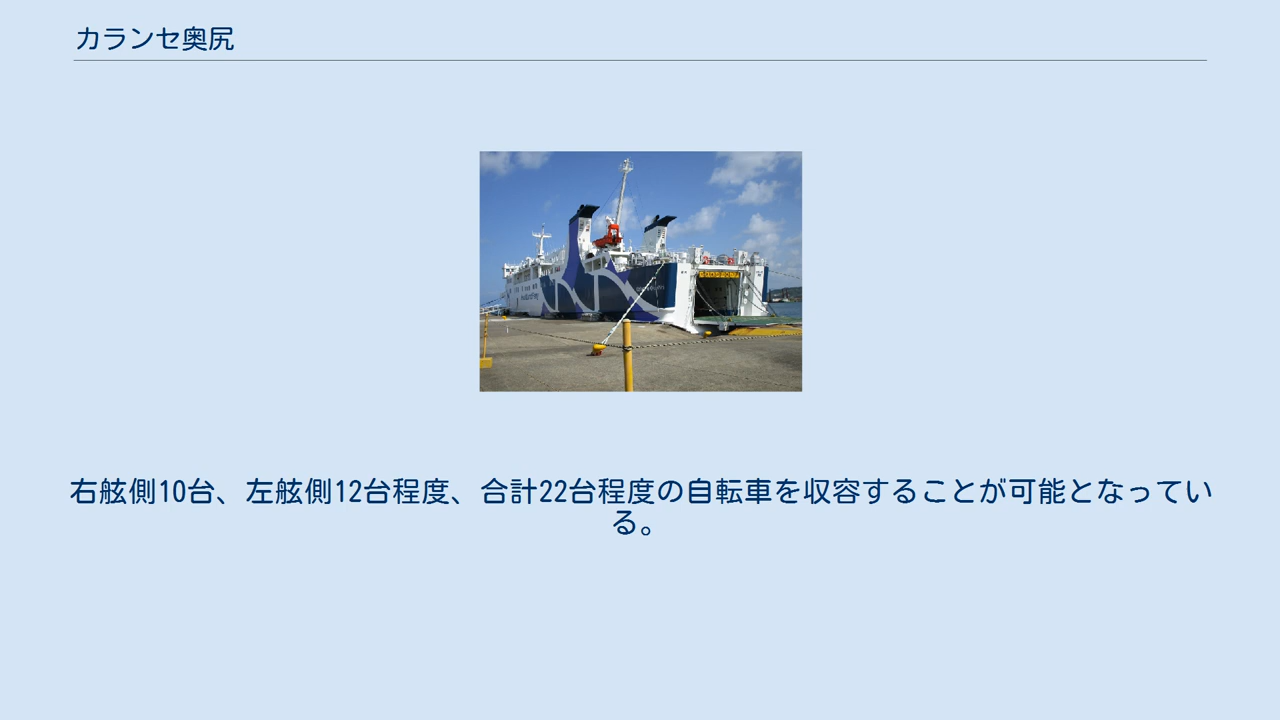 カランセ奥尻
右舷側10台、左舷側12台程度、合計22台程度の自転車を収容することが可能となってい
る。